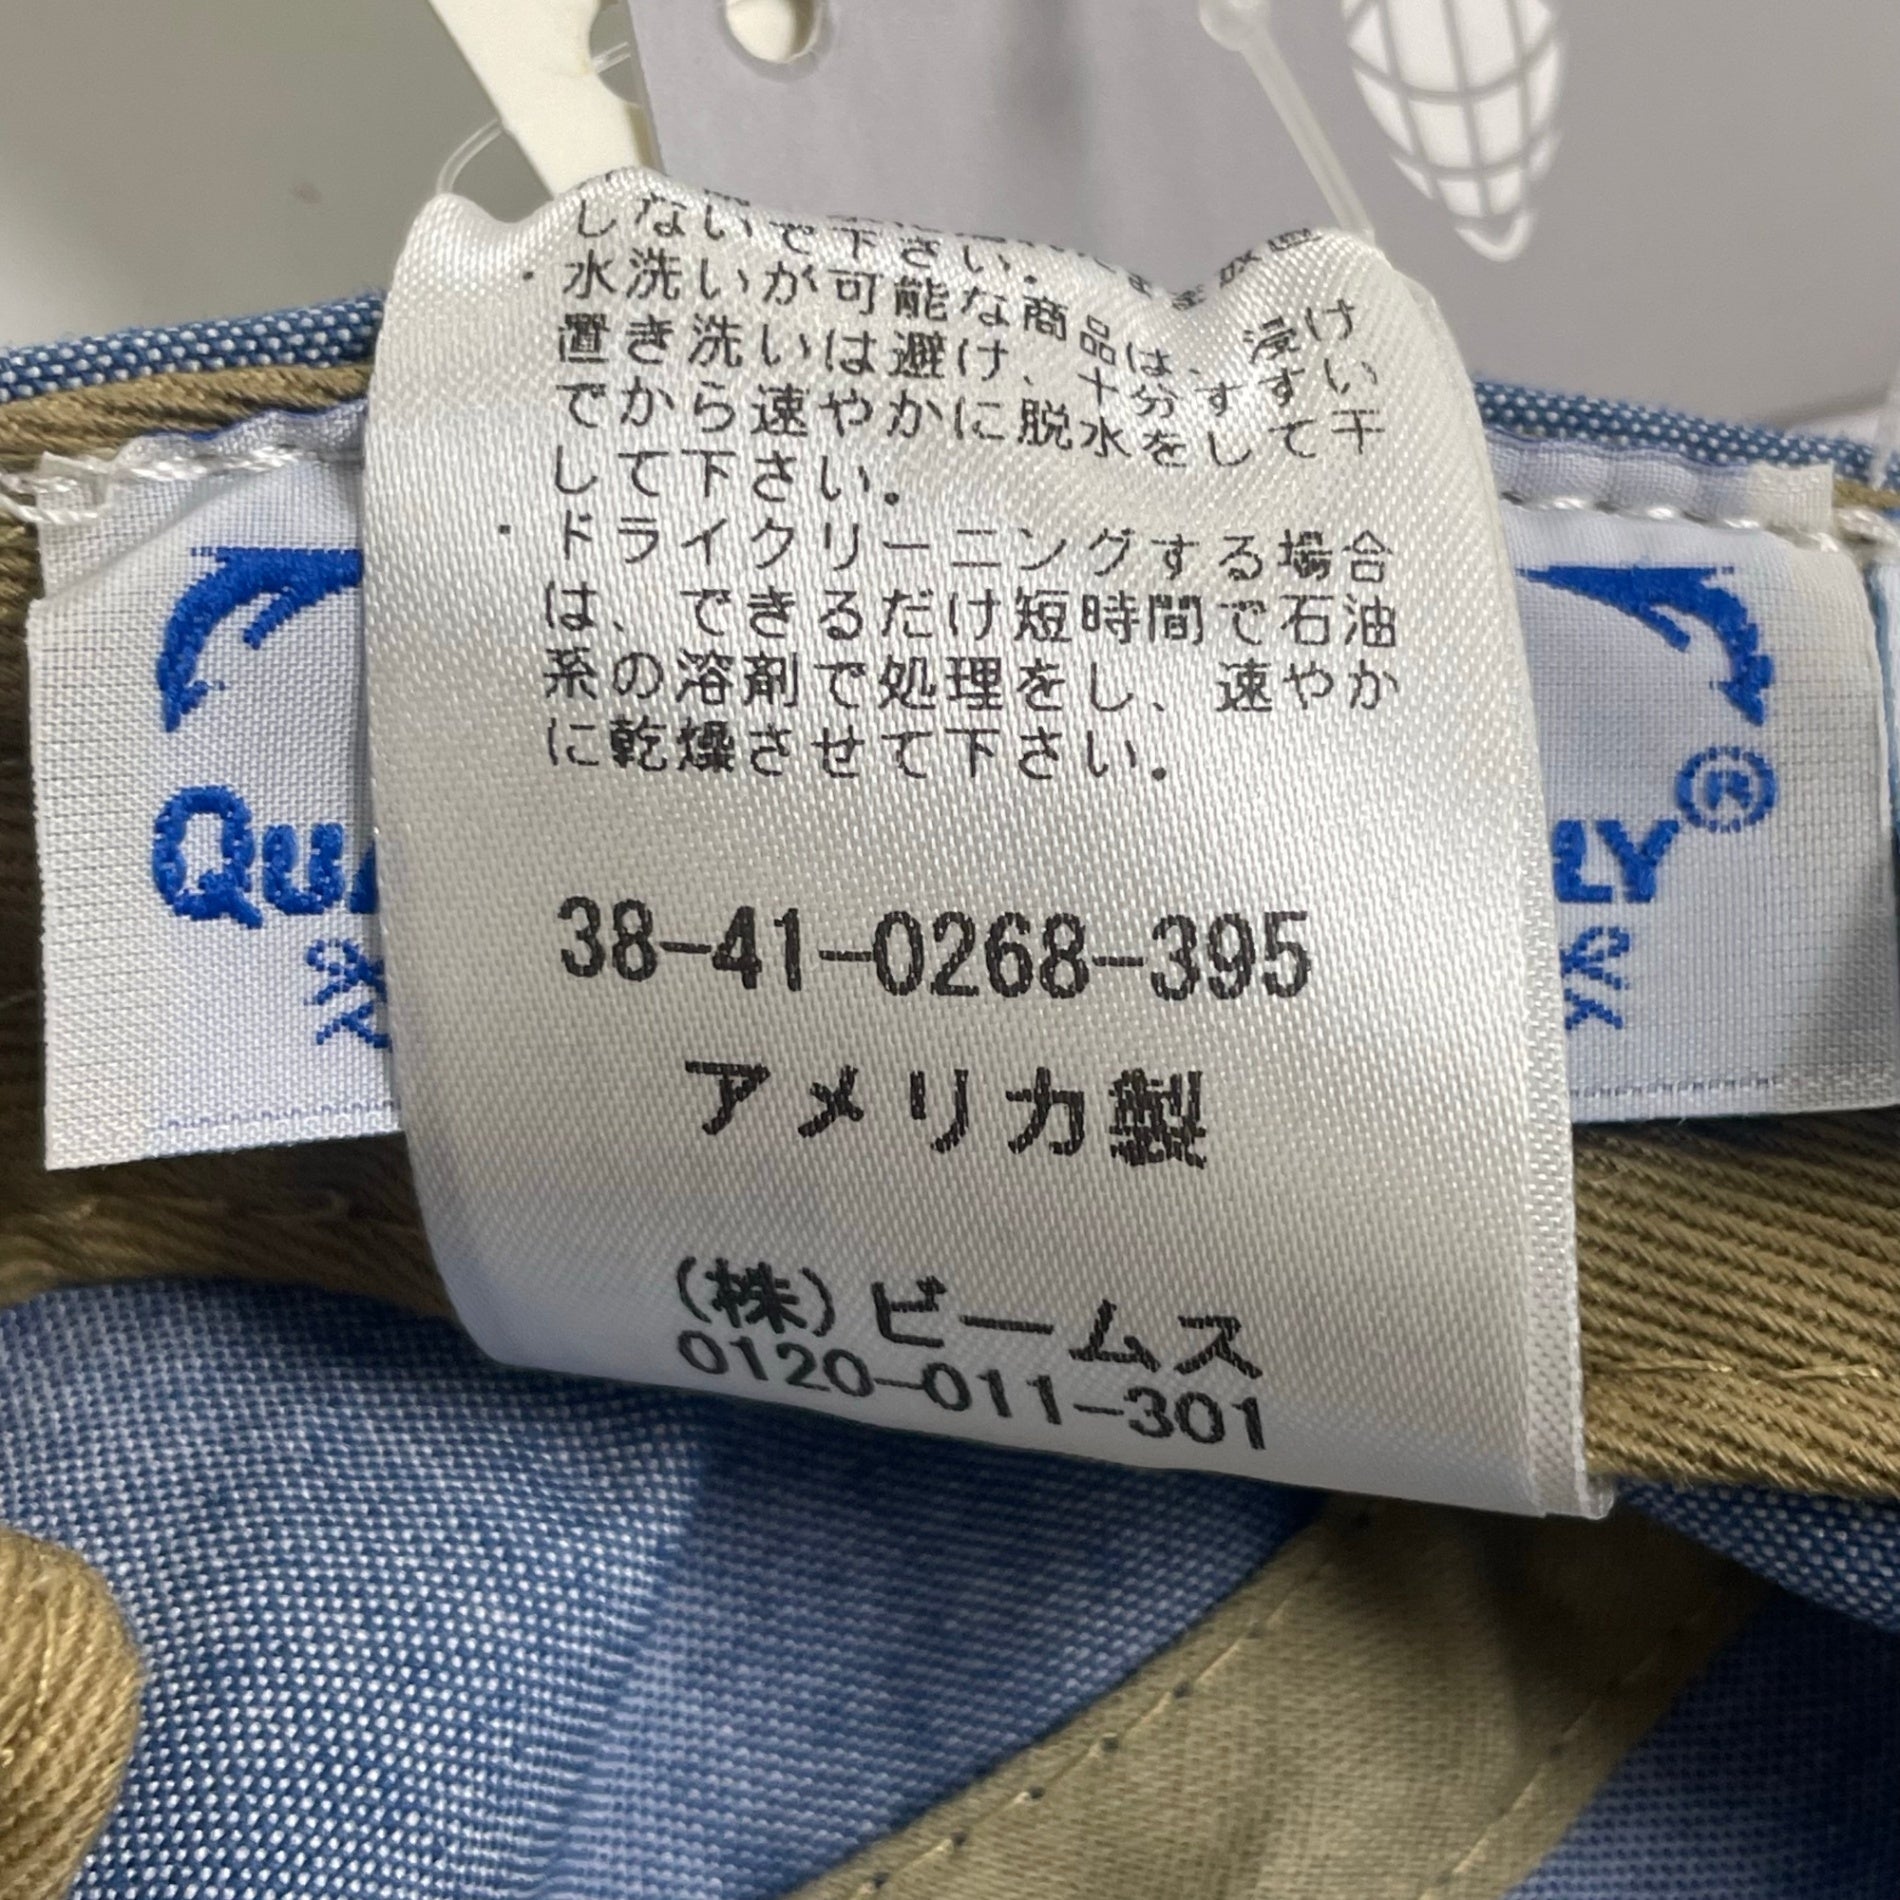 しないで下さい。
・水洗いが可能な商品は、浸け
置き洗いは避け、十分すすい
でから速やかに脱水をして干
して下さい。
・ドライクリーニングする場合
は、できるだけ短時間で石油
系の溶剤で処理をし、速やか
に乾燥させて下さい。
QU
LY®
38-41-0268-395
アメリカ製
(株)ビームス
0120-011-301